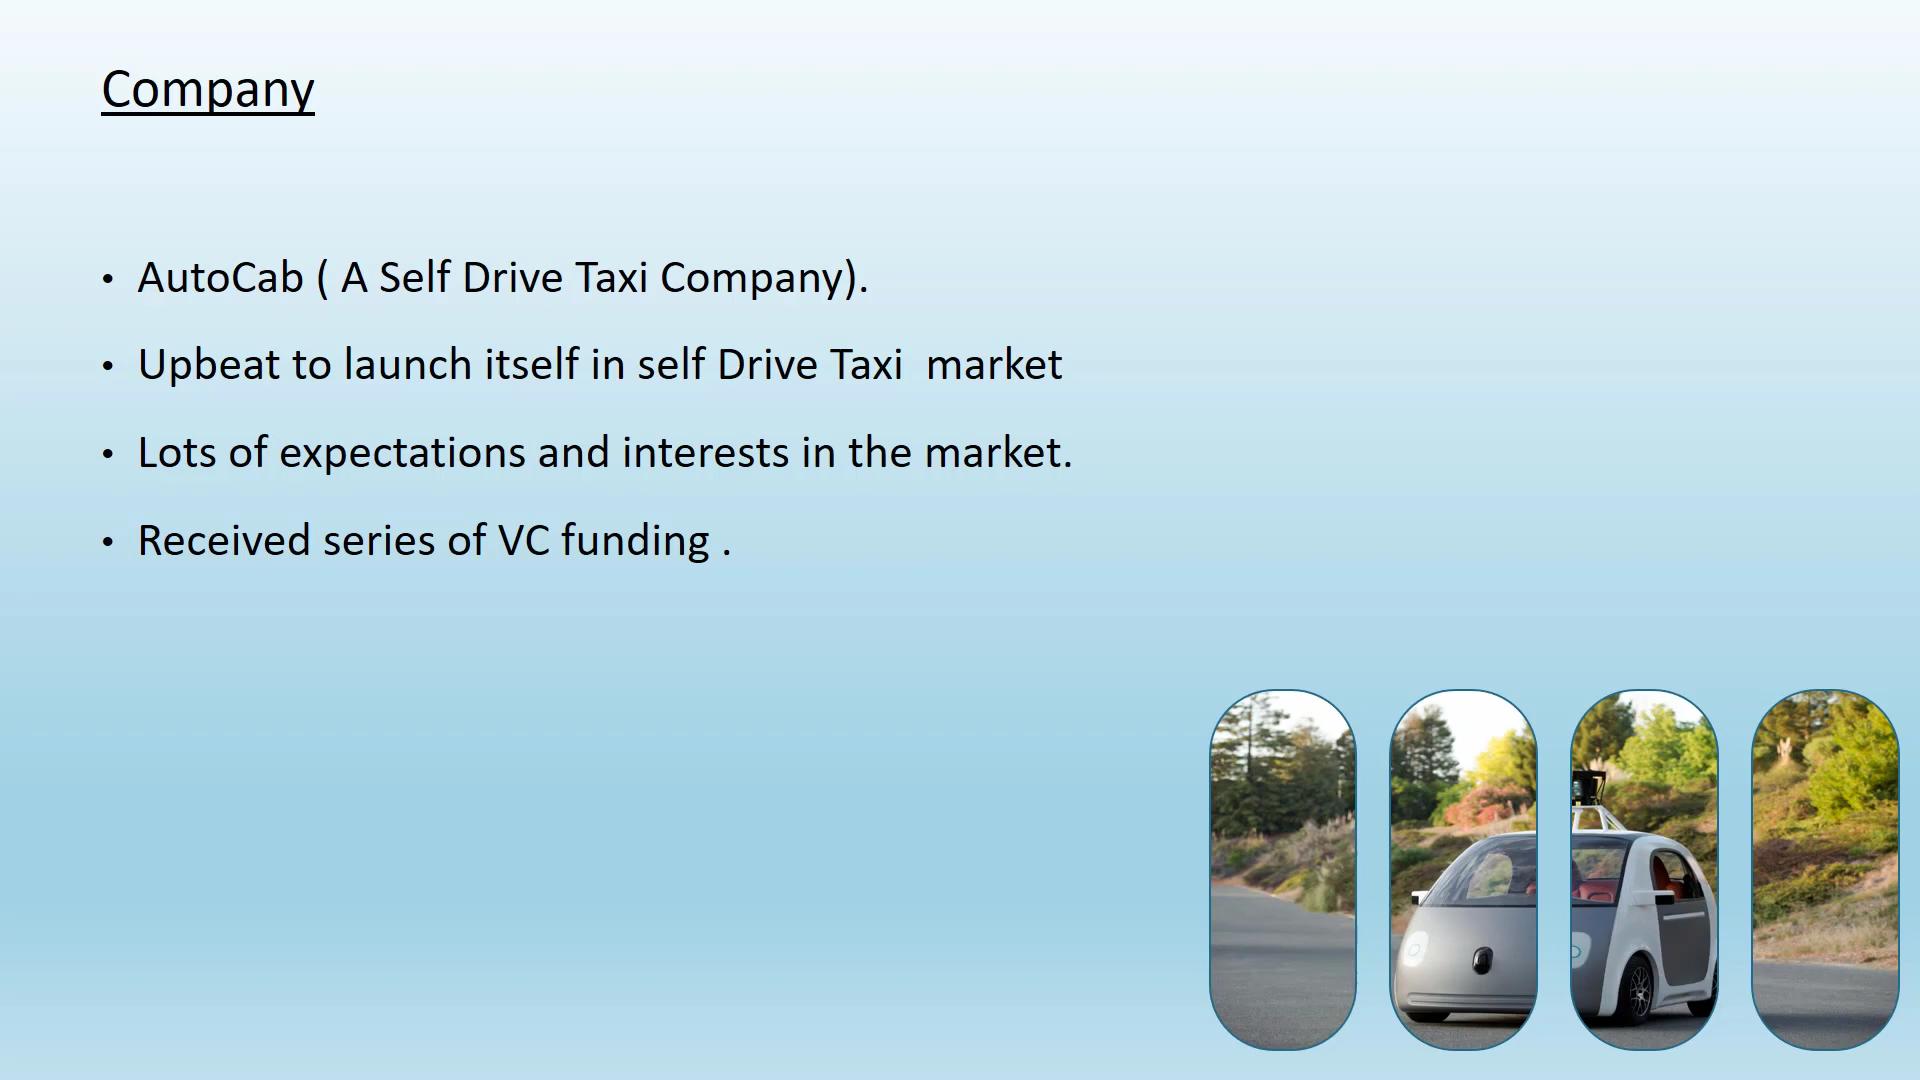 Company
• AutoCab ( A Self Drive Taxi Company).
• Upbeat to launch itself in self Drive Taxi  market
• Lots of expectations and interests in the market.
• Received series of VC funding .